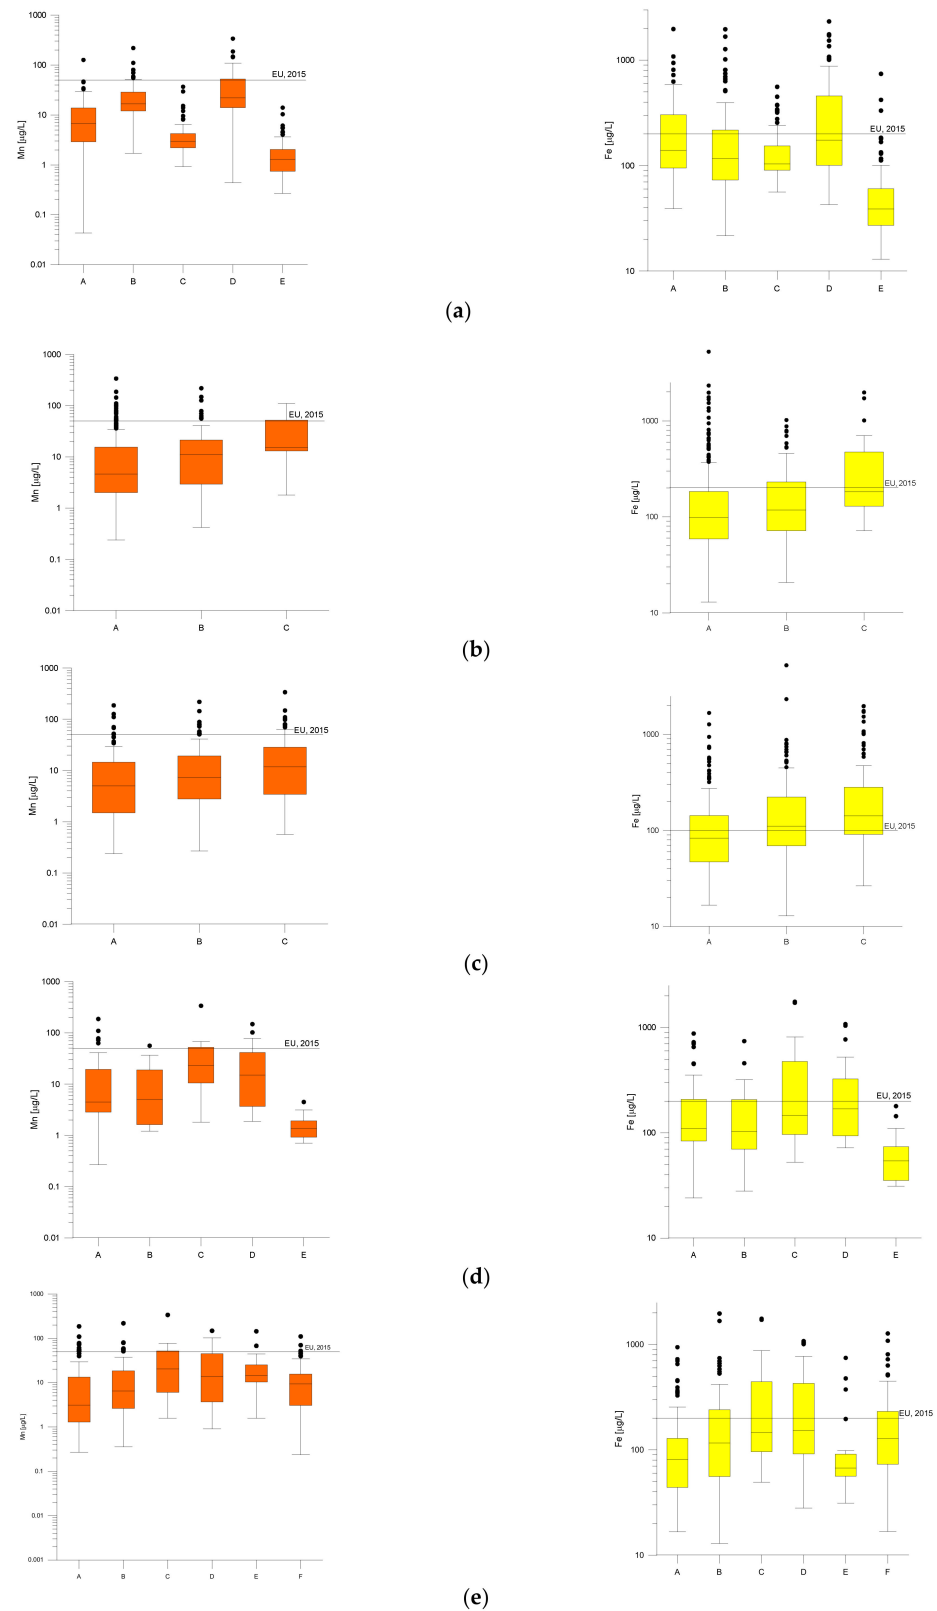 1000
100
10
1
0.1
0.01
Mn [µg/L]
EU, 2015
A B C D E
1000
100
10
Fe [µg/L]
EU, 2015
A B C D E
(a)
1000
100
10
1
0.1
0.01
Mn [µg/L]
EU, 2015
A B C
1000
100
10
Fe [µg/L]
EU, 2015
A B C
(b)
1000
100
10
1
0.1
0.01
Mn [µg/L]
EU, 2015
A B C
1000
100
10
Fe [µg/L]
EU, 2015
A B C
(c)
1000
100
10
1
0.1
0.01
Mn [µg/L]
EU, 2015
A B C D E
1000
100
10
Fe [µg/L]
EU, 2015
A B C D E
(d)
1000
100
10
1
0.1
0.01
0.001
Mn [µg/L]
EU, 2015
A B C D E F
1000
100
10
Fe [µg/L]
EU, 2015
A B C D E F
(e)